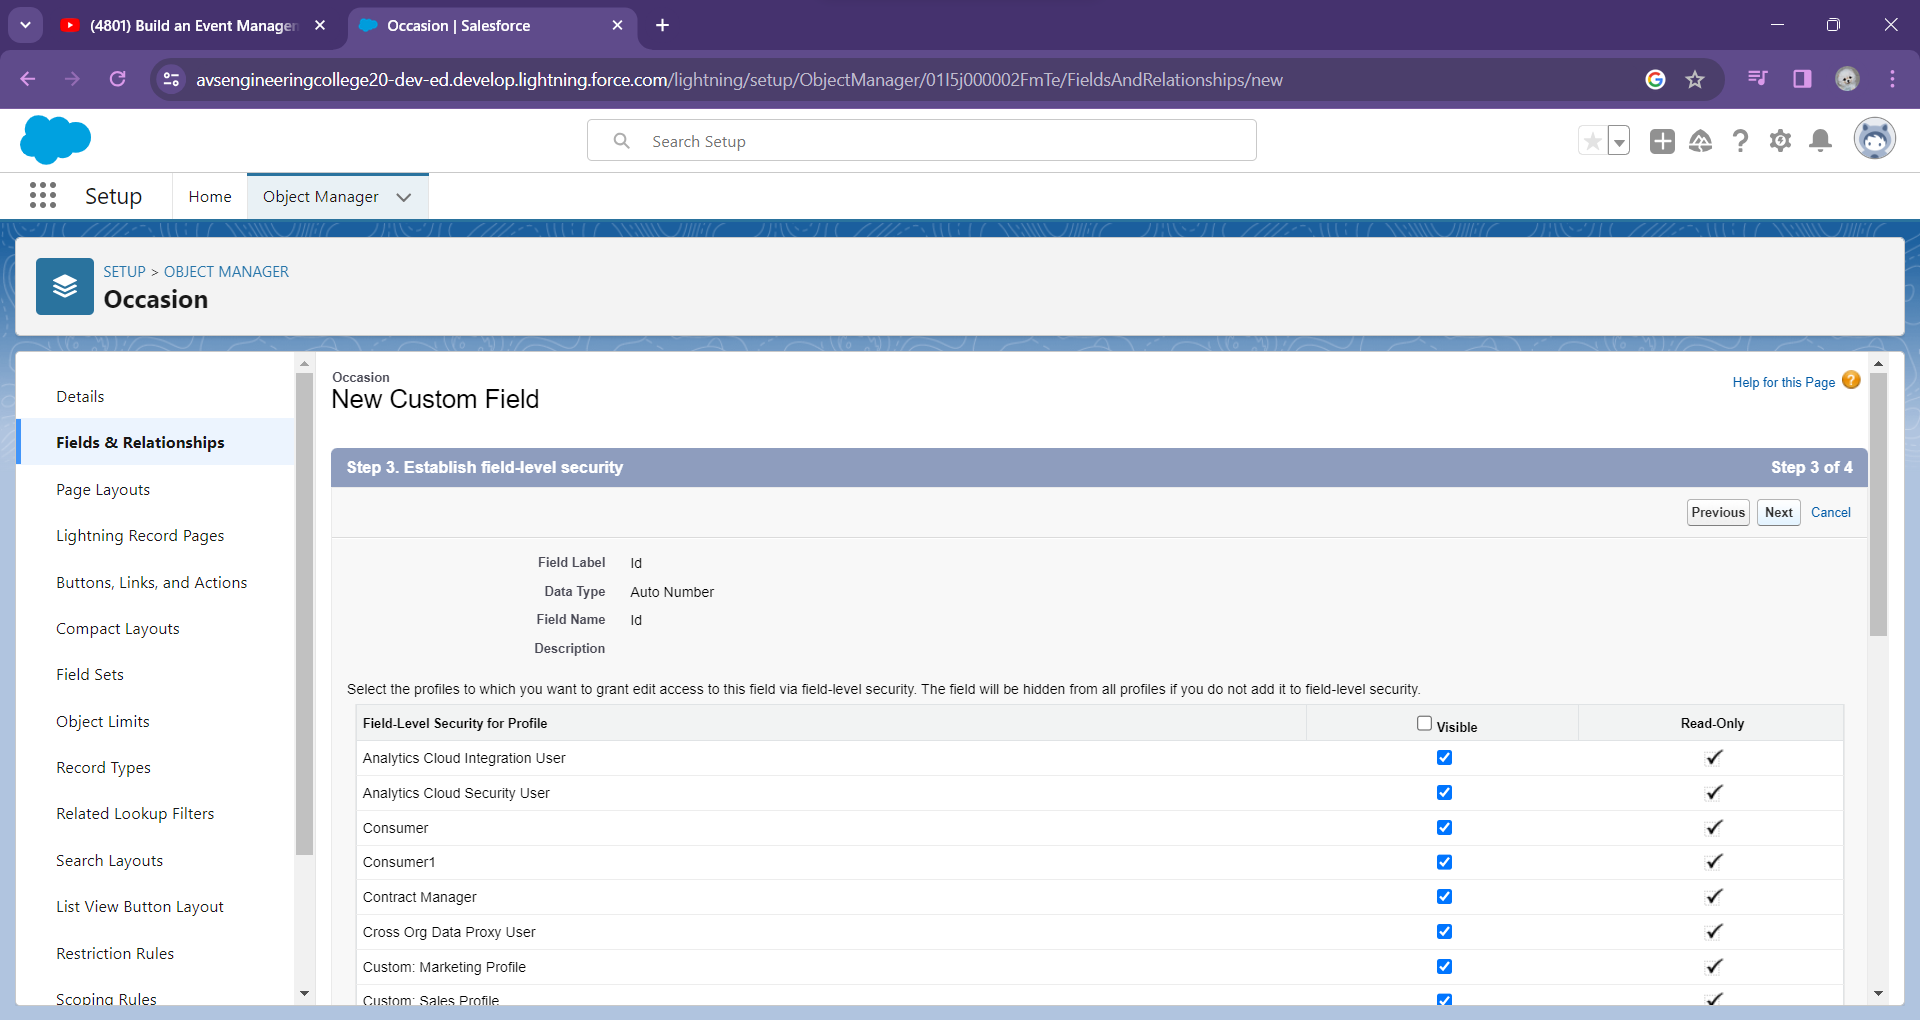 (4801) Build an Event Manager
Occasion | Salesforce
avsengineeringcollege20-dev-ed.develop.lightning.force.com/lightning/setup/ObjectManager/01I5j000002FmTe/FieldsAndRelationships/new
Search Setup
Setup
Home
Object Manager
SETUP > OBJECT MANAGER
Occasion
Details
Fields & Relationships
Page Layouts
Lightning Record Pages
Buttons, Links, and Actions
Compact Layouts
Field Sets
Object Limits
Record Types
Related Lookup Filters
Search Layouts
List View Button Layout
Restriction Rules
Scoping Rules
Occasion
New Custom Field
Help for this Page
Step 3. Establish field-level security
Step 3 of 4
Previous Next Cancel
Field Label Id
Data Type Auto Number
Field Name Id
Description
Select the profiles to which you want to grant edit access to this field via field-level security. The field will be hidden from all profiles if you do not add it to field-level security.
Field-Level Security for Profile Visible Read-Only
Analytics Cloud Integration User
Analytics Cloud Security User
Consumer
Consumer1
Contract Manager
Cross Org Data Proxy User
Custom: Marketing Profile
Custom: Sales Profile